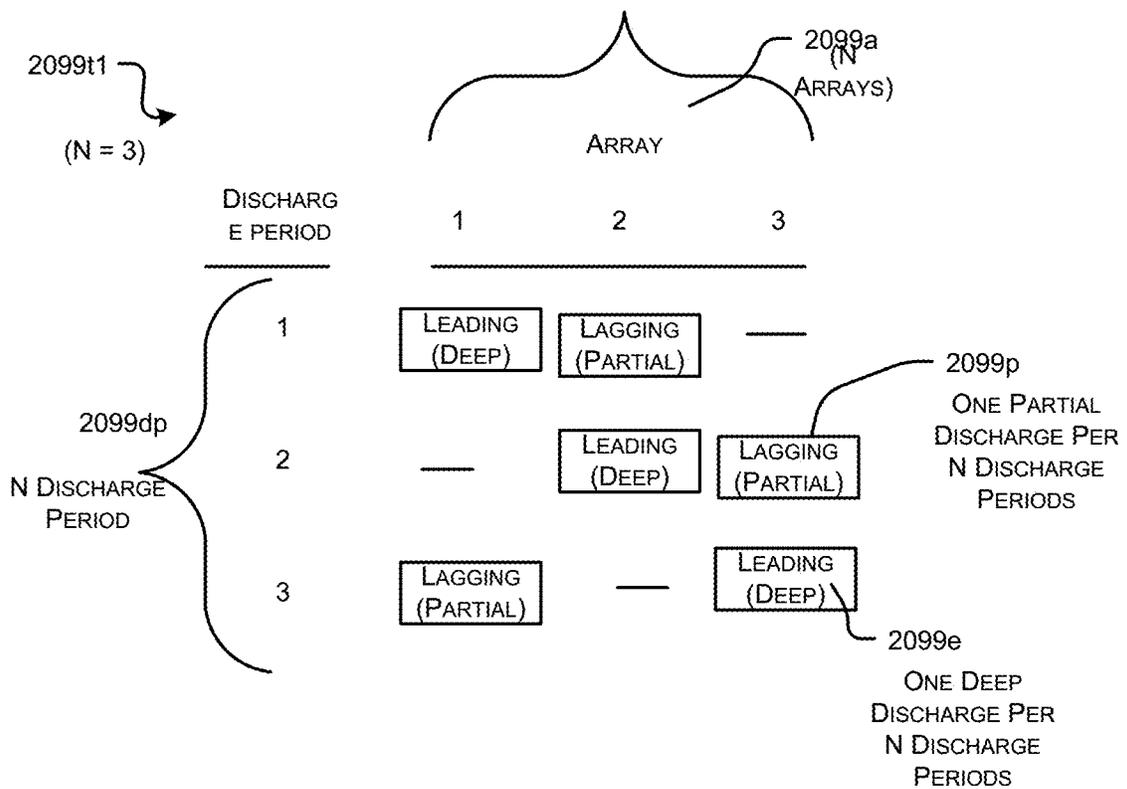 2099t1
(N = 3)
2099a
(N
ARRAYS)
ARRAY
DISCHARG
E PERIOD
1 2 3
1
LEADING
(DEEP)
LAGGING
(PARTIAL)
—
2099p
ONE PARTIAL
DISCHARGE PER
N DISCHARGE
PERIODS
2099dp
N DISCHARGE
PERIOD
2
—
LEADING
(DEEP)
LAGGING
(PARTIAL)
3
LAGGING
(PARTIAL)
—
LEADING
(DEEP)
2099e
ONE DEEP
DISCHARGE PER
N DISCHARGE
PERIODS